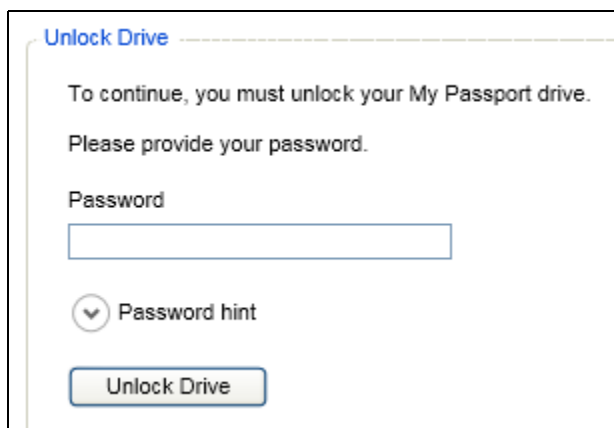 Unlock Drive
To continue, you must unlock your My Passport drive.
Please provide your password.
Password
Password hint
Unlock Drive